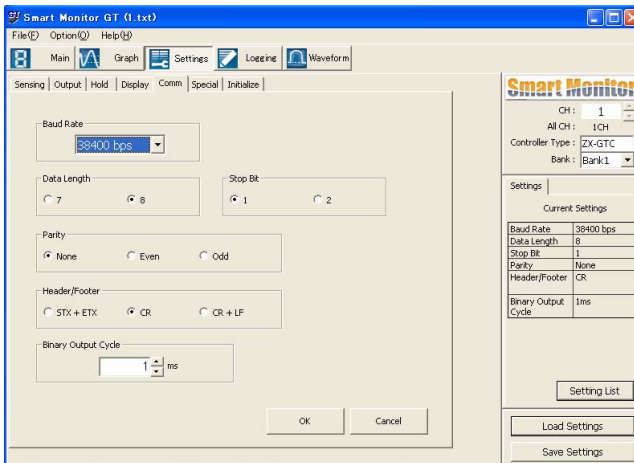 Smart Monitor GT (1.txt)
File(F) Option(O) Help(H)
Main Graph Settings Logging Waveform
Sensing Output Hold Display Comm Special Initialize
Baud Rate
38400 bps
Data Length
7 8
Stop Bit
1 2
Parity
None Even Odd
Header/Footer
STX + ETX CR CR + LF
Binary Output Cycle
1 ms
OK Cancel
Smart Monitor
CH : 1
All CH : 1CH
Controller Type : ZX-GTC
Bank : Bank1
Settings
Current Settings
Baud Rate 38400 bps
Data Length 8
Stop Bit 1
Parity None
Header/Footer CR
Binary Output Cycle 1ms
Setting List
Load Settings
Save Settings